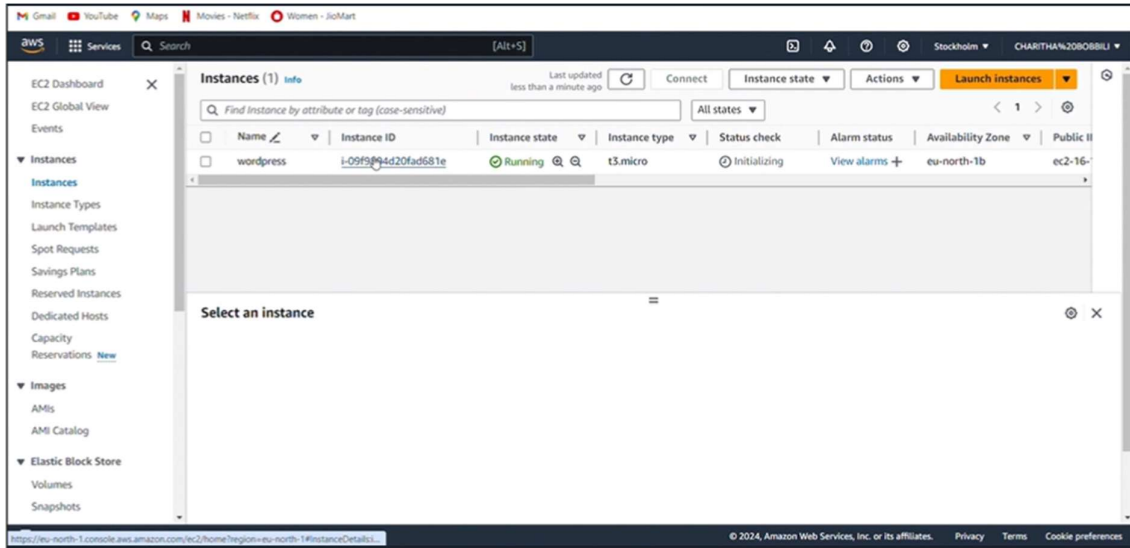 Gmail YouTube Maps Movies - Netflix Women - JioMart
aws Services Search [Alt+S] Stockholm CHARITHA%20BOBBILI
EC2 Dashboard
EC2 Global View
Events
Instances
Instances
Instance Types
Launch Templates
Spot Requests
Savings Plans
Reserved Instances
Dedicated Hosts
Capacity
Reservations New
Images
AMIs
AMI Catalog
Elastic Block Store
Volumes
Snapshots
Instances (1) Info
Last updated
less than a minute ago
Connect Instance state Actions Launch instances
Find Instance by attribute or tag (case-sensitive) All states 1
Name Instance ID Instance state Instance type Status check Alarm status Availability Zone Public
wordpress Running t3.micro Initializing View alarms + eu-north-1b ec2-16-
Select an instance
https://eu-north-1.console.aws.amazon.com/ec2/home?region=eu-north-1#InstanceDetails:i...
© 2024, Amazon Web Services, Inc. or its affiliates. Privacy Terms Cookie preferences